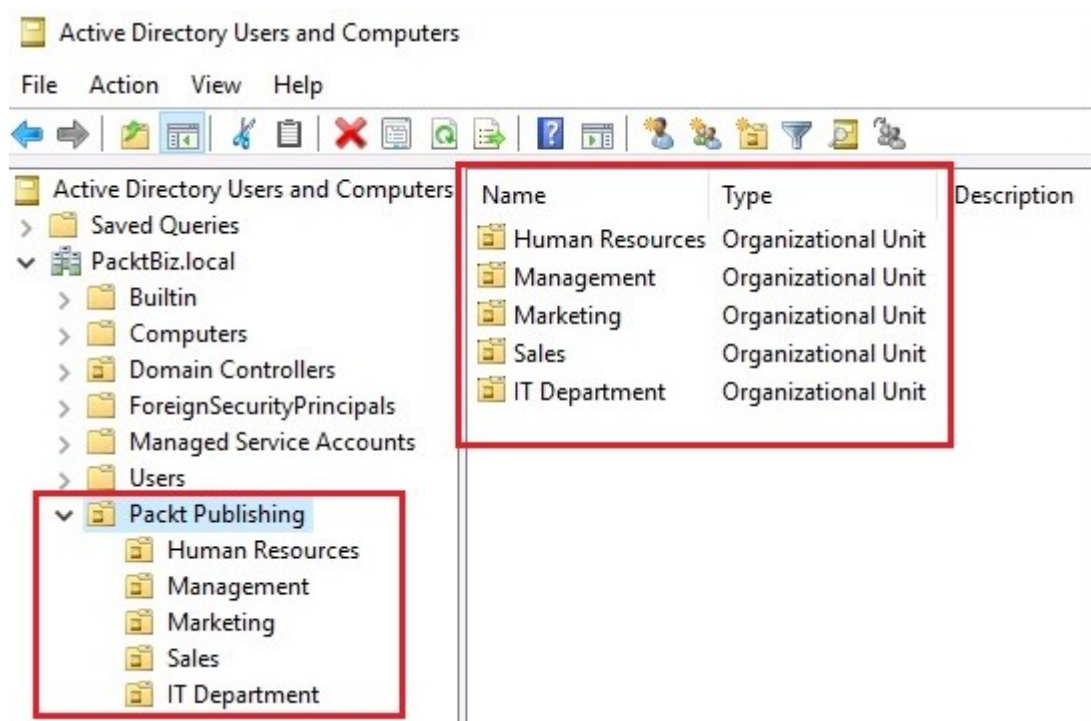 Active Directory Users and Computers
File Action View Help
Active Directory Users and Computers
Saved Queries
PacktBiz.local
Builtin
Computers
Domain Controllers
ForeignSecurityPrincipals
Managed Service Accounts
Users
Packt Publishing
Human Resources
Management
Marketing
Sales
IT Department
Name Type Description
Human Resources Organizational Unit
Management Organizational Unit
Marketing Organizational Unit
Sales Organizational Unit
IT Department Organizational Unit